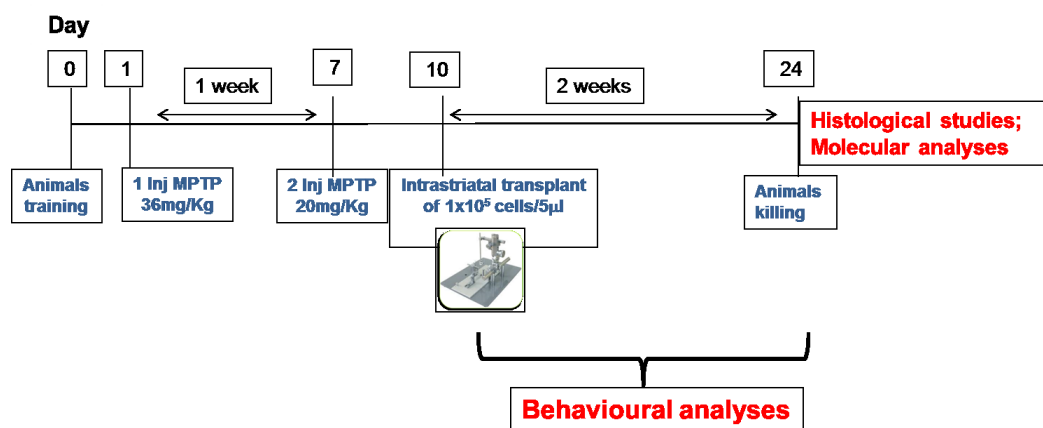 Day
0
1
7
10
24
1 week
2 weeks
Histological studies;
Molecular analyses
Animals
training
1 Inj MPTP
36mg/Kg
2 Inj MPTP
20mg/Kg
Intrastriatal transplant
of 1x10⁵ cells/5μl
Animals
killing
Behavioural analyses